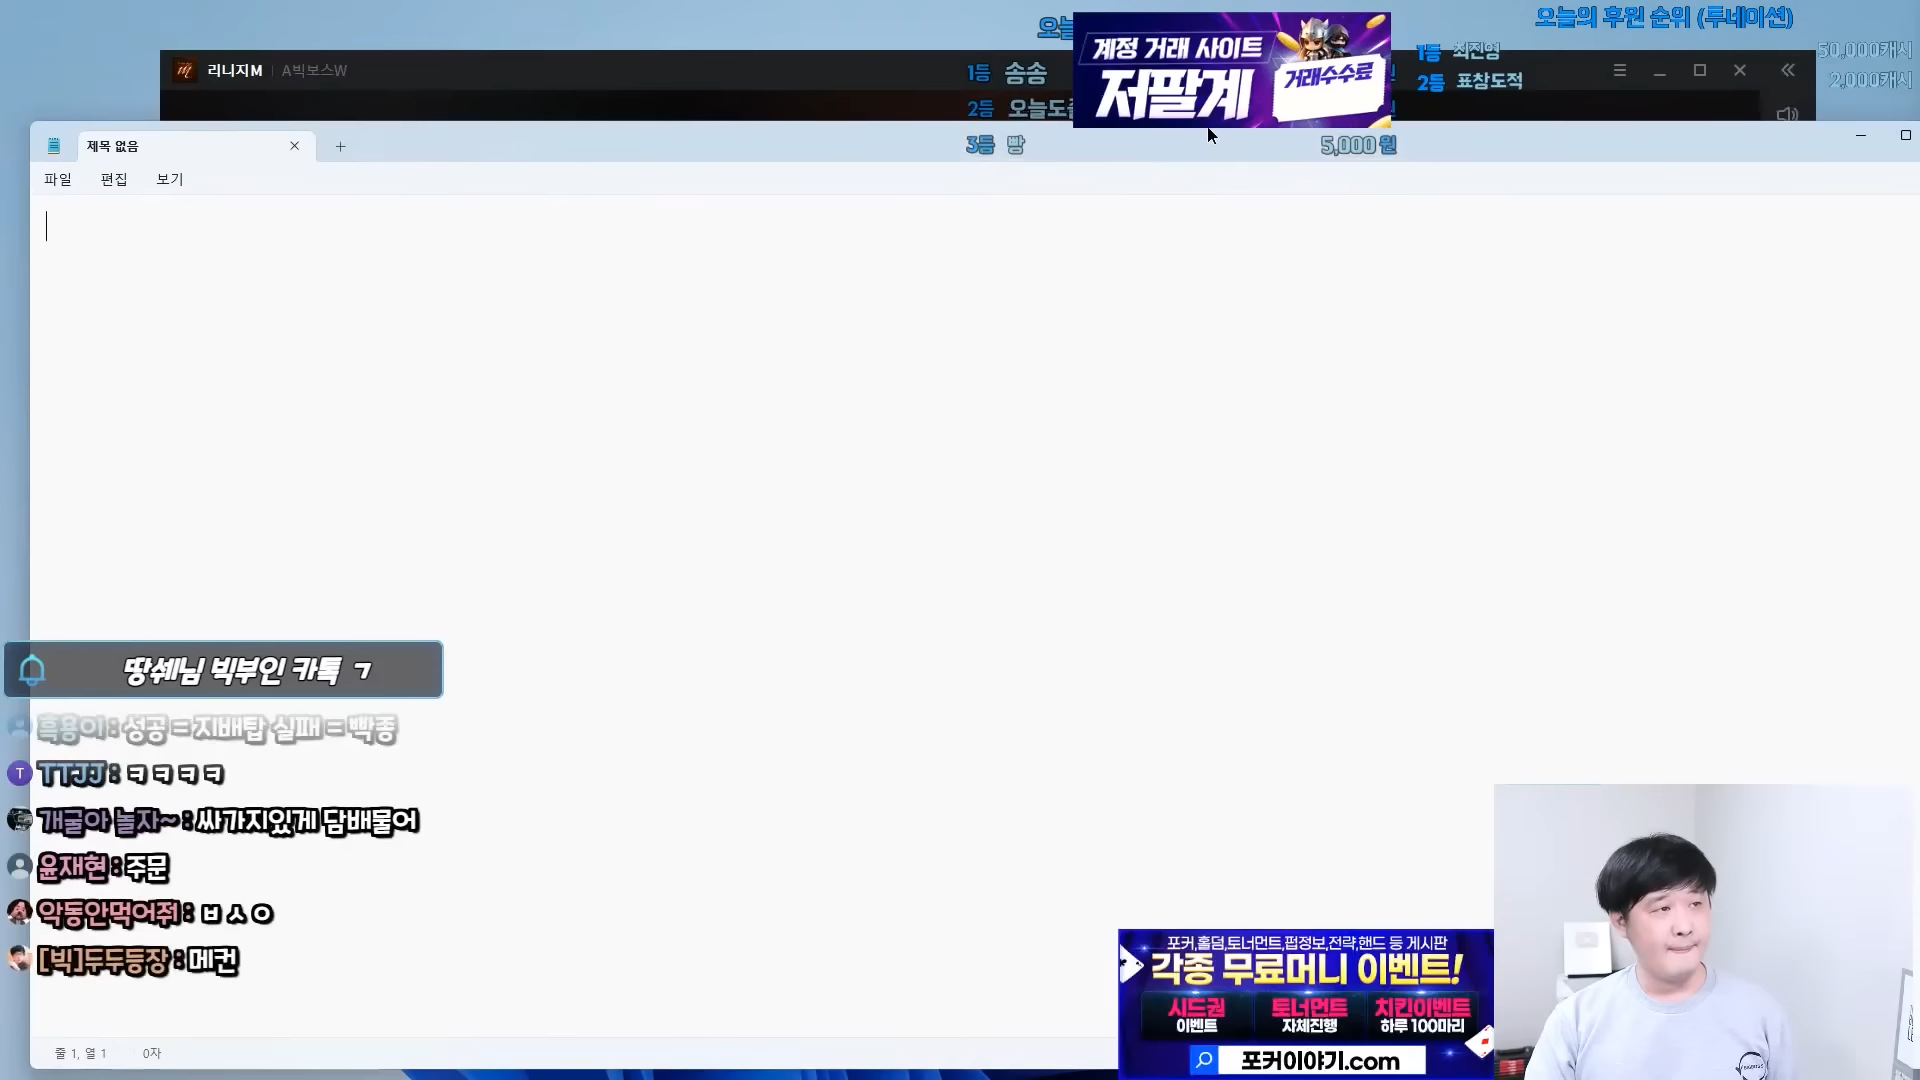 오늘
오늘의 후원 순위 (투네이션)
리니지M
A빅보스W
1등 송송
2등 오늘도
3등 빵
5,000 원
계정 거래 사이트
저팔계
거래수수료
1등 최진영
50,000캐시
2등 표창도적
2,000캐시
제목 없음
파일 편집 보기
땅쉐님 빅부인 카톡 ㄱ
흑용이 : 성공 = 지배탑 실패 = 빡종
T
TTJJ : ㅋㅋㅋㅋ
개굴아 놀자~ : 싸가지있게 담배물어
윤재현 : 주문
악동안먹어줘 : ㅂㅅㅇ
[빅]두두등장 : 메컨
줄 1, 열 1
0자
포커,홀덤,토너먼트,펍정보,전략,핸드 등 게시판
각종 무료머니 이벤트!
시드권
이벤트
토너먼트
자체진행
치킨이벤트
하루 100마리
포커이야기.com